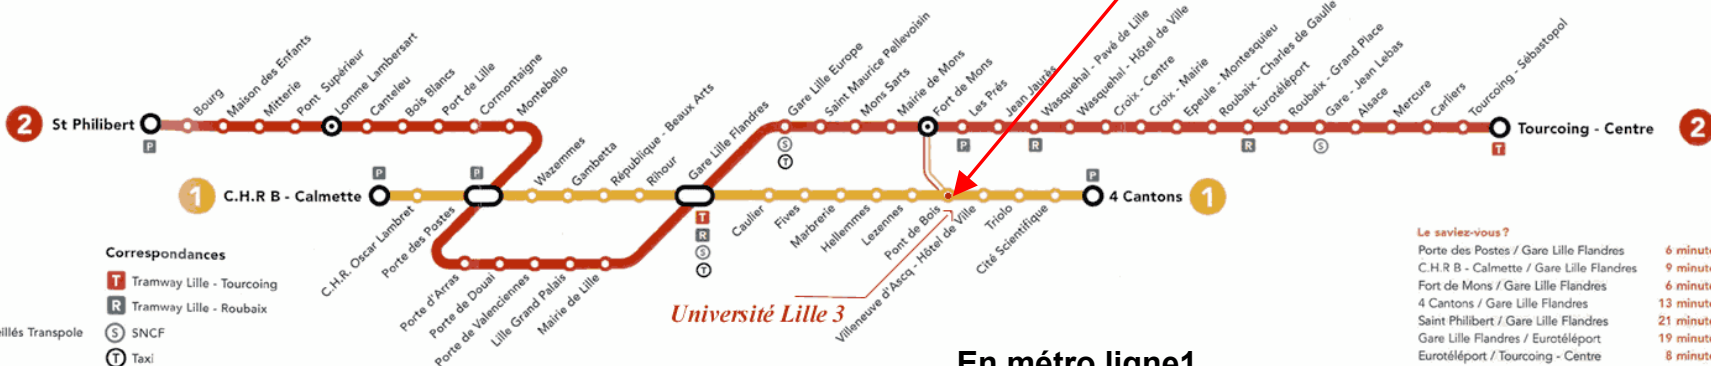 2
St Philibert
P
Bourg
Maison des Enfants
Mitterie
Pont Supérieur
Lomme Lambersart
Canteleu
Bois Blancs
Port de Lille
Cormontaigne
Montebello
Gare Lille Europe
S
T
Saint Maurice Pellevoisin
Mons Sarts
Mairie de Mons
Fort de Mons
Les Prés
P
Jean Jaurès
Wasquehal - Pavé de Lille
R
Wasquehal - Hôtel de Ville
Croix - Centre
Croix - Mairie
Epeule - Montesquieu
Roubaix - Charles de Gaulle
Eurotéléport
R
Roubaix - Grand Place
Gare - Jean Lebas
S
Alsace
Mercure
Carliers
Tourcoing - Sébastopol
Tourcoing - Centre
T
2
1
C.H.R B - Calmette
P
C.H.R. Oscar Lambret
P
Porte des Postes
Wazemmes
Gambetta
République - Beaux Arts
Rihour
Gare Lille Flandres
T
R
S
T
Caulier
Fives
Marbrerie
Hellemmes
Lezennes
Pont de Bois
Villeneuve d'Ascq - Hôtel de Ville
Triolo
Cité Scientifique
P
4 Cantons
1
Porte d'Arras
Porte de Douai
Porte de Valenciennes
Lille Grand Palais
Mairie de Lille
Université Lille 3
Correspondances
T Tramway Lille - Tourcoing
R Tramway Lille - Roubaix
S SNCF
T Taxi
Transpole
En métro ligne1
Le saviez-vous ?
Porte des Postes / Gare Lille Flandres 6
C.H.R B - Calmette / Gare Lille Flandres 9
Fort de Mons / Gare Lille Flandres 6
4 Cantons / Gare Lille Flandres 13
Saint Philibert / Gare Lille Flandres 21
Gare Lille Flandres / Eurotéléport 19
Eurotéléport / Tourcoing - Centre 8